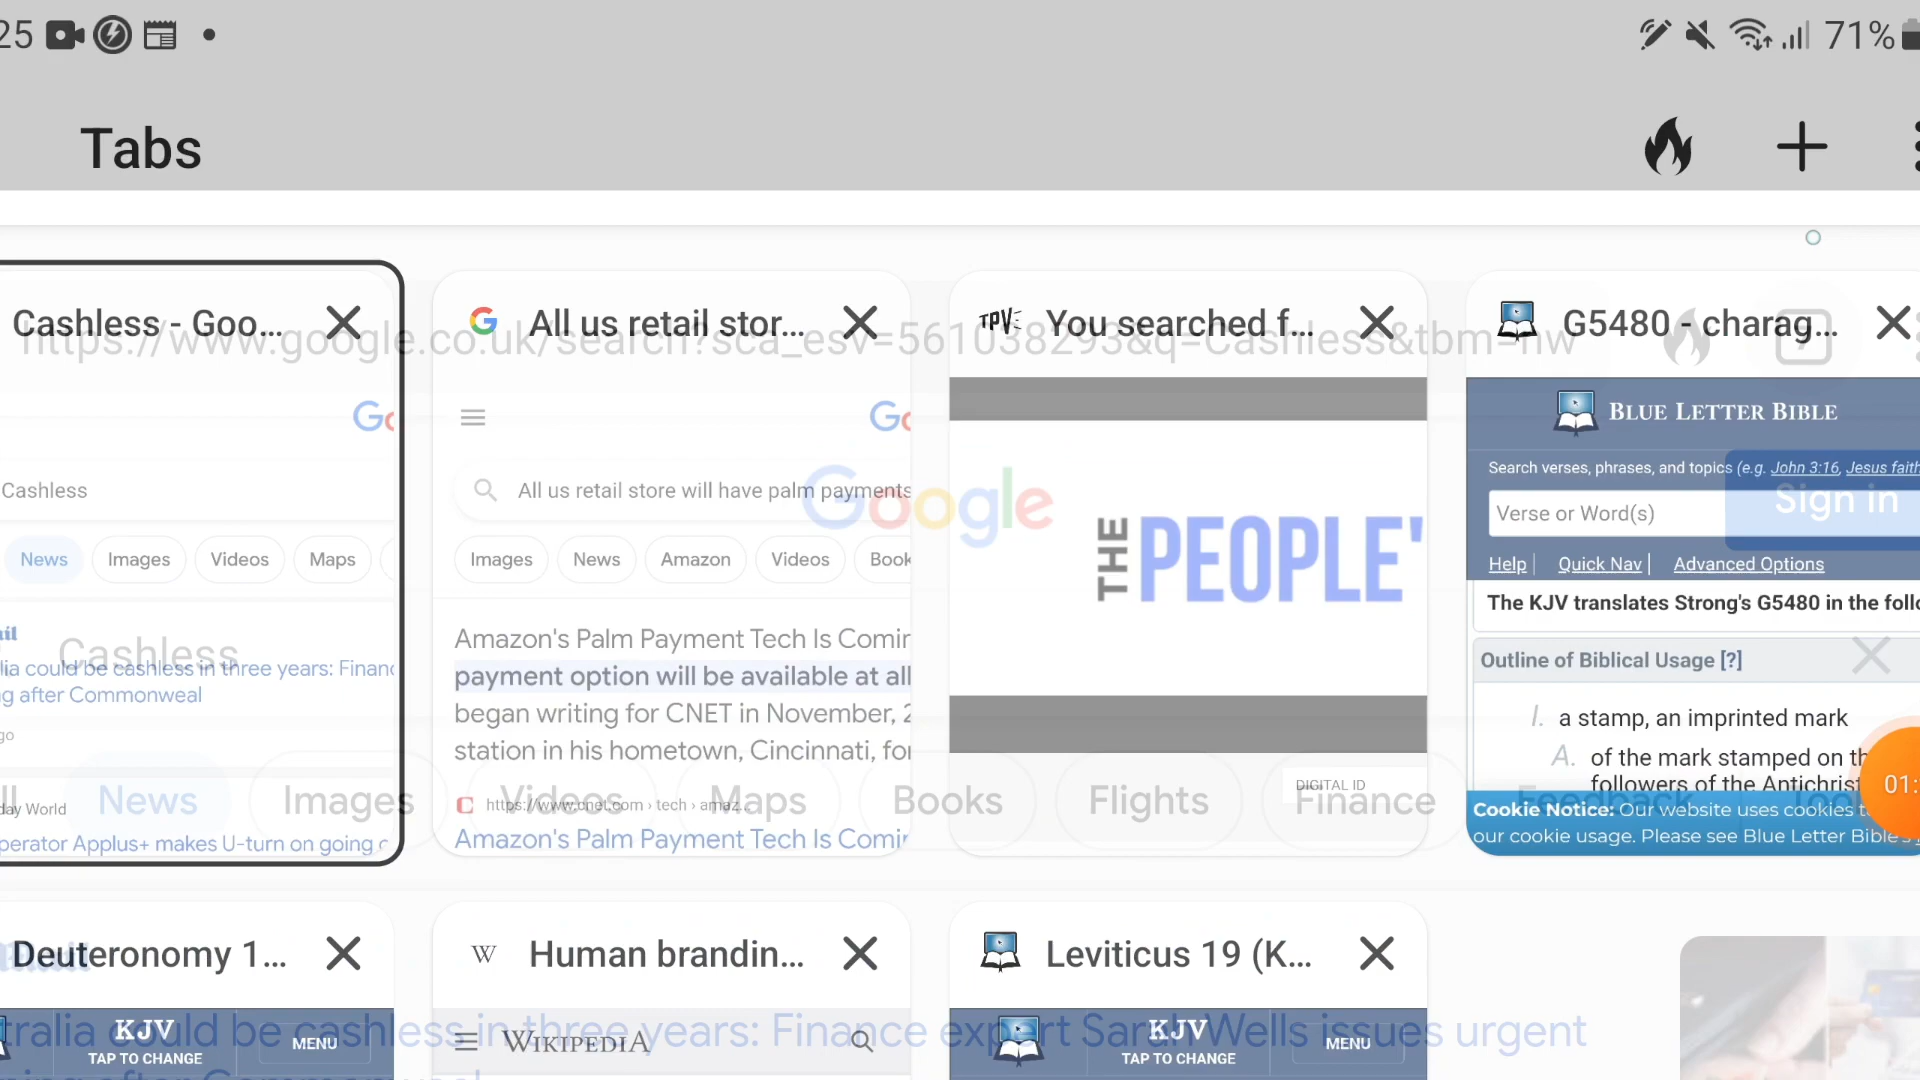 25
71%
Tabs
Cashless - Goo...
All us retail stor...
You searched f...
G5480 - charag...
https://www.google.co.uk/search?sca_esv=561038293&q=Cashless&tbm=nw
Cashless
News
Images
Videos
Maps
All us retail store will have palm payments
Images
News
Amazon
Videos
Book
Amazon's Palm Payment Tech Is Comin
payment option will be available at all
began writing for CNET in November, 2
station in his hometown, Cincinnati, for
https://www.cnet.com › tech › amaz...
Amazon's Palm Payment Tech Is Comin
Google
THE PEOPLE'
DIGITAL ID
BLUE LETTER BIBLE
Search verses, phrases, and topics (e.g. John 3:16, Jesus faith
Verse or Word(s)
Sign in
Help
Quick Nav
Advanced Options
The KJV translates Strong's G5480 in the follo
Outline of Biblical Usage [?]
I. a stamp, an imprinted mark
A. of the mark stamped on th
followers of the Antichrist
Cookie Notice: Our website uses cookies t
our cookie usage. Please see Blue Letter Bible's
01:
Cashless
lia could be cashless in three years: Financ
g after Commonweal
go
day World
perator Applus+ makes U-turn on going c
News
Images
Videos
Maps
Books
Flights
Finance
Feedback
Deuteronomy 1...
Human brandin...
Leviticus 19 (K...
KJV
TAP TO CHANGE
MENU
WIKIPEDIA
KJV
TAP TO CHANGE
MENU
tralia could be cashless in three years: Finance expert Sarah Wells issues urgent